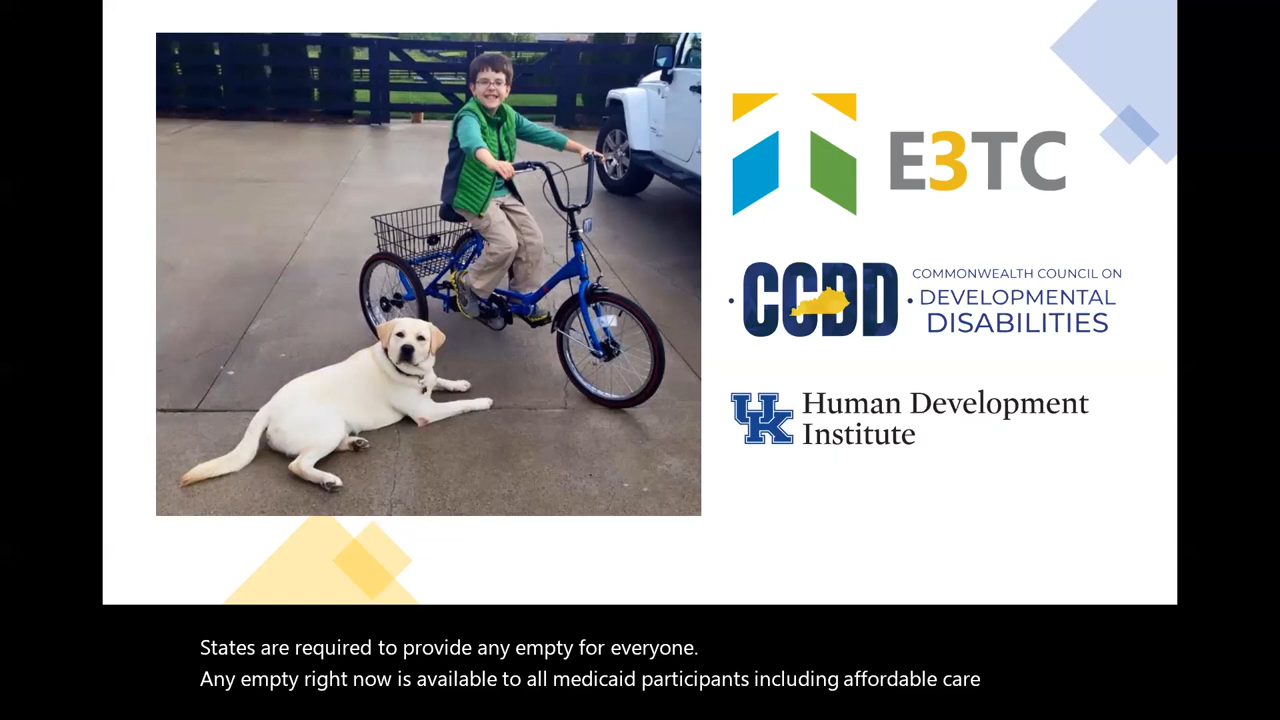 E3TC
CCDD
COMMONWEALTH COUNCIL ON
DEVELOPMENTAL
DISABILITIES
UK
Human Development
Institute
States are required to provide any empty for everyone.
Any empty right now is available to all medicaid participants including affordable care